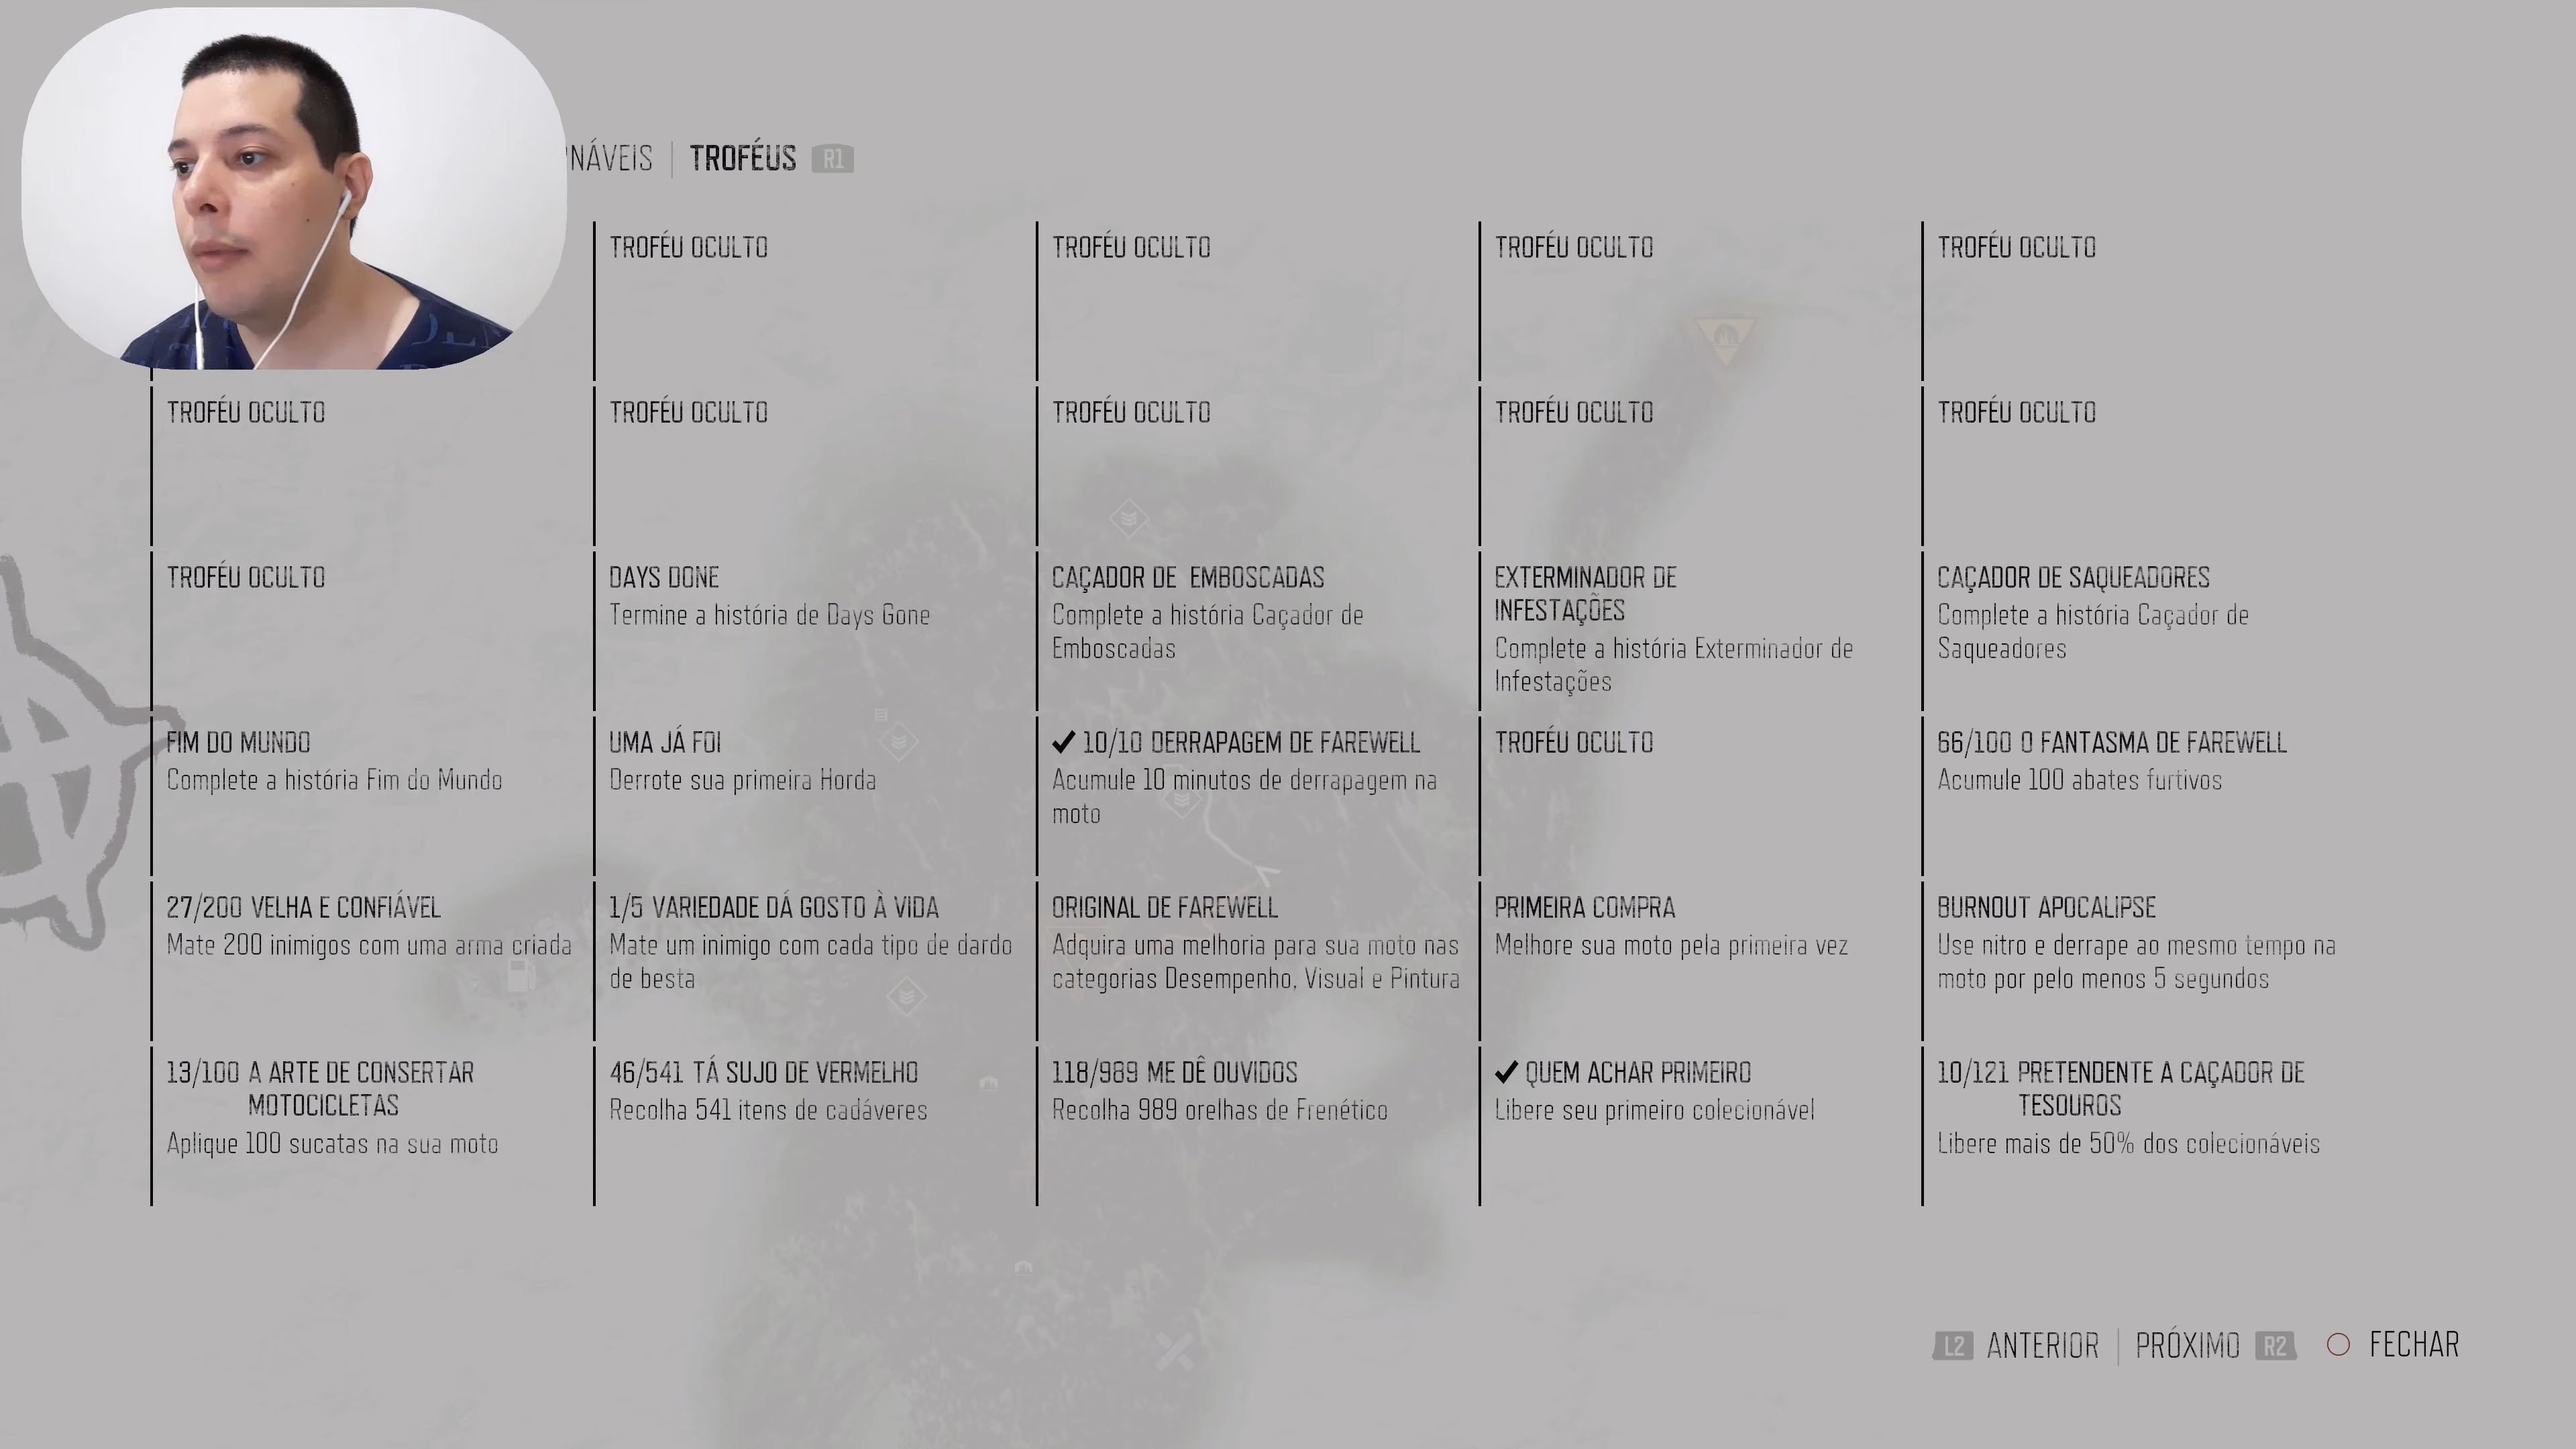 NÁVEIS | TROFÉUS R1
TROFÉU OCULTO
TROFÉU OCULTO
TROFÉU OCULTO
TROFÉU OCULTO
TROFÉU OCULTO
TROFÉU OCULTO
TROFÉU OCULTO
TROFÉU OCULTO
TROFÉU OCULTO
TROFÉU OCULTO
DAYS DONE
Termine a história de Days Gone
CAÇADOR DE EMBOSCADAS
Complete a história Caçador de
Emboscadas
EXTERMINADOR DE
INFESTAÇÕES
Complete a história Exterminador de
Infestações
CAÇADOR DE SAQUEADORES
Complete a história Caçador de
Saqueadores
FIM DO MUNDO
Complete a história Fim do Mundo
UMA JÁ FOI
Derrote sua primeira Horda
10/10 DERRAPAGEM DE FAREWELL
Acumule 10 minutos de derrapagem na
moto
TROFÉU OCULTO
66/100 O FANTASMA DE FAREWELL
Acumule 100 abates furtivos
27/200 VELHA E CONFIÁVEL
Mate 200 inimigos com uma arma criada
1/5 VARIEDADE DÁ GOSTO À VIDA
Mate um inimigo com cada tipo de dardo
de besta
ORIGINAL DE FAREWELL
Adquira uma melhoria para sua moto nas
categorias Desempenho, Visual e Pintura
PRIMEIRA COMPRA
Melhore sua moto pela primeira vez
BURNOUT APOCALIPSE
Use nitro e derrape ao mesmo tempo na
moto por pelo menos 5 segundos
13/100 A ARTE DE CONSERTAR
MOTOCICLETAS
Aplique 100 sucatas na sua moto
46/541 TÁ SUJO DE VERMELHO
Recolha 541 itens de cadáveres
118/989 ME DÊ OUVIDOS
Recolha 989 orelhas de Frenético
QUEM ACHAR PRIMEIRO
Libere seu primeiro colecionável
10/121 PRETENDENTE A CAÇADOR DE
TESOUROS
Libere mais de 50% dos colecionáveis
L2 ANTERIOR | PRÓXIMO R2 FECHAR